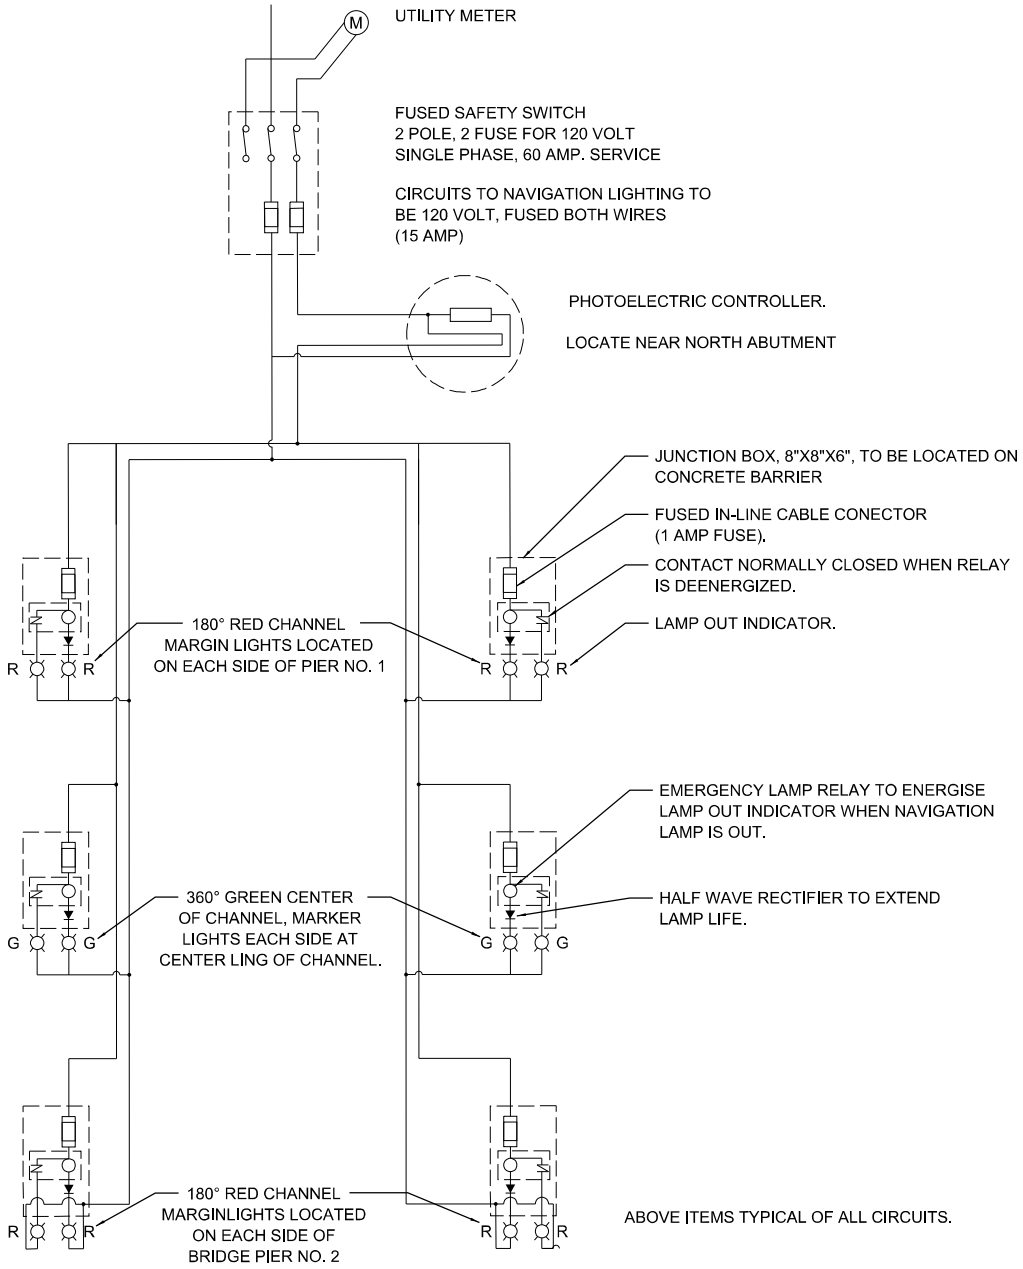 M
UTILITY METER
FUSED SAFETY SWITCH
2 POLE, 2 FUSE FOR 120 VOLT
SINGLE PHASE, 60 AMP. SERVICE
CIRCUITS TO NAVIGATION LIGHTING TO
BE 120 VOLT, FUSED BOTH WIRES
(15 AMP)
PHOTOELECTRIC CONTROLLER.
LOCATE NEAR NORTH ABUTMENT
JUNCTION BOX, 8"X8"X6", TO BE LOCATED ON
CONCRETE BARRIER
FUSED IN-LINE CABLE CONECTOR
(1 AMP FUSE).
CONTACT NORMALLY CLOSED WHEN RELAY
IS DEENERGIZED.
LAMP OUT INDICATOR.
180° RED CHANNEL
MARGIN LIGHTS LOCATED
ON EACH SIDE OF PIER NO. 1
R R R R
EMERGENCY LAMP RELAY TO ENERGISE
LAMP OUT INDICATOR WHEN NAVIGATION
LAMP IS OUT.
HALF WAVE RECTIFIER TO EXTEND
LAMP LIFE.
360° GREEN CENTER
OF CHANNEL, MARKER
LIGHTS EACH SIDE AT
CENTER LING OF CHANNEL.
G G G G
180° RED CHANNEL
MARGINLIGHTS LOCATED
ON EACH SIDE OF
BRIDGE PIER NO. 2
R R R R
ABOVE ITEMS TYPICAL OF ALL CIRCUITS.